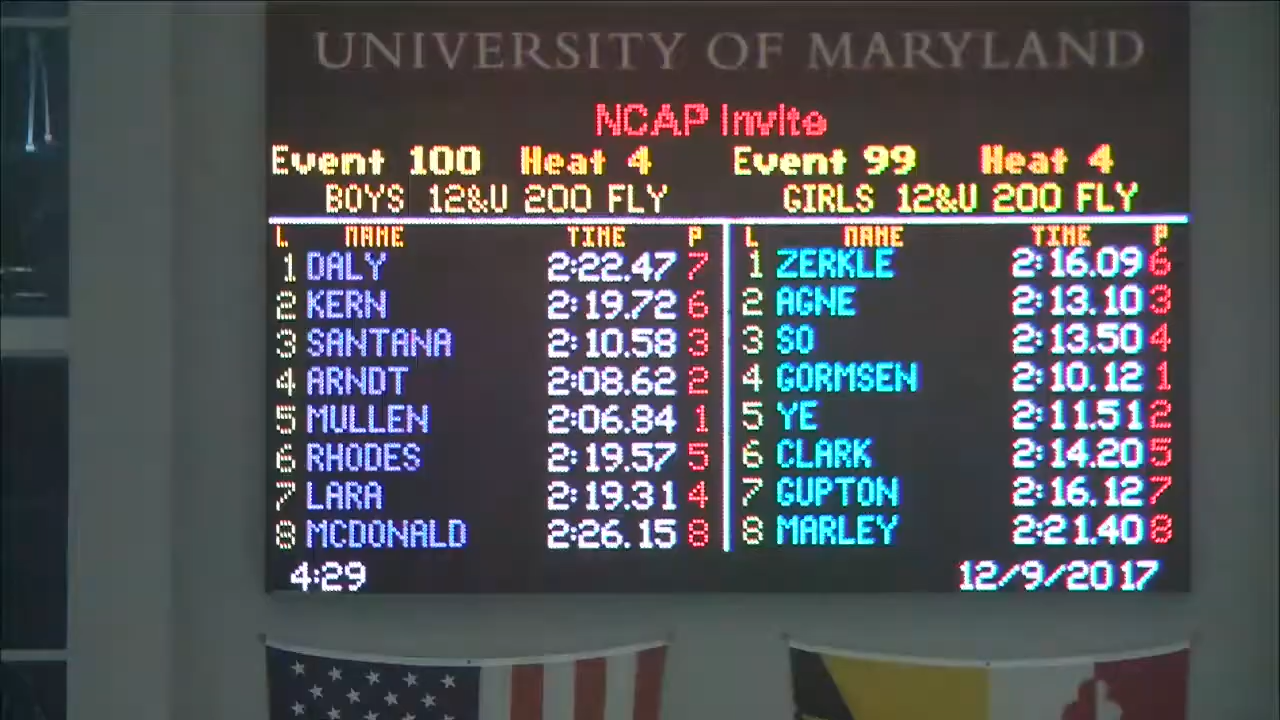 UNIVERSITY OF MARYLAND
NCAP Invite
Event 100 Heat 4 Event 99 Heat 4
BOYS 12&U 200 FLY GIRLS 12&U 200 FLY
L NAME TIME P L NAME TIME P
1 DALY 2:22.47 7 1 ZERKLE 2:16.09 6
2 KERN 2:19.72 6 2 AGNE 2:13.10 3
3 SANTANA 2:10.58 3 3 SO 2:13.50 4
4 ARNDT 2:08.62 2 4 GORMSEN 2:10.12 1
5 MULLEN 2:06.84 1 5 YE 2:11.51 2
6 RHODES 2:19.57 5 6 CLARK 2:14.20 5
7 LARA 2:19.31 4 7 GUPTON 2:16.12 7
8 MCDONALD 2:26.15 8 8 MARLEY 2:21.40 8
4:29 12/9/2017